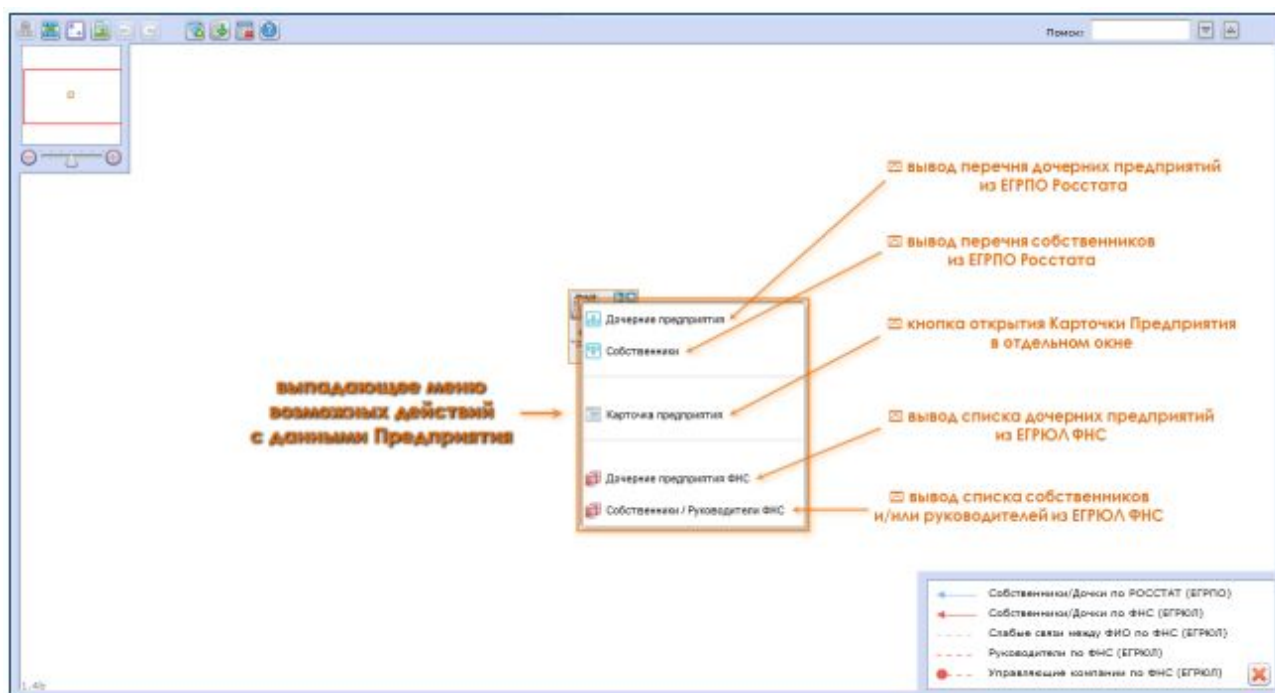 Поиск:
вывод перечня дочерних предприятий
из ЕГРПО Росстата
вывод перечня собственников
из ЕГРПО Росстата
Дочерние предприятия
Собственники
кнопка открытия Карточки Предприятия
в отдельном окне
выпадающее меню
возможных действий
с данными Предприятия
Карточка предприятия
вывод списка дочерних предприятий
из ЕГРЮЛ ФНС
Дочерние предприятия ФНС
Собственники / Руководители ФНС
вывод списка собственников
и/или руководителей из ЕГРЮЛ ФНС
Собственники/Дочки по РОССТАТ (ЕГРПО)
Собственники/Дочки по ФНС (ЕГРЮЛ)
Слабые связи между ФИО по ФНС (ЕГРЮЛ)
Руководители по ФНС (ЕГРЮЛ)
Управляющие компании по ФНС (ЕГРЮЛ)